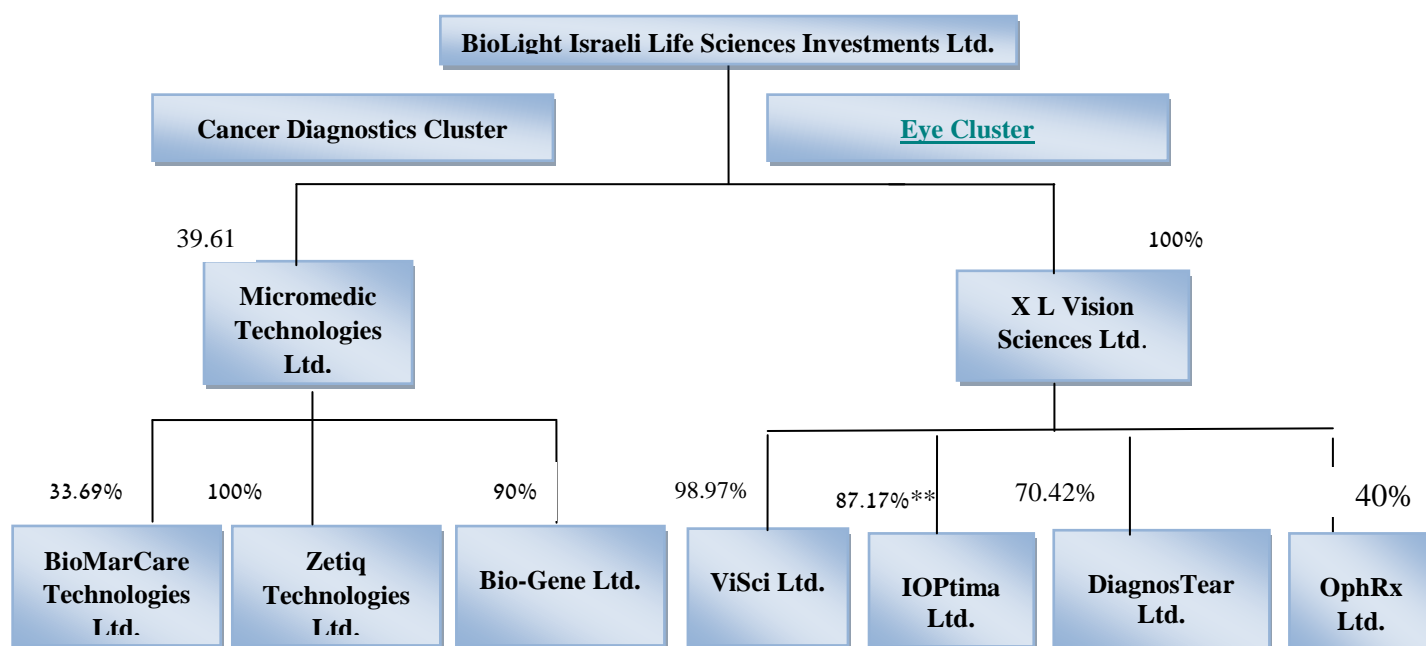 BioLight Israeli Life Sciences Investments Ltd.
Cancer Diagnostics Cluster
Eye Cluster
39.61
100%
Micromedic
Technologies
Ltd.
X L Vision
Sciences Ltd.
33.69%
100%
90%
98.97%
87.17%**
70.42%
40%
BioMarCare
Technologies
Ltd.
Zetiq
Technologies
Ltd.
Bio-Gene Ltd.
ViSci Ltd.
IOPtima
Ltd.
DiagnosTear
Ltd.
OphRx
Ltd.